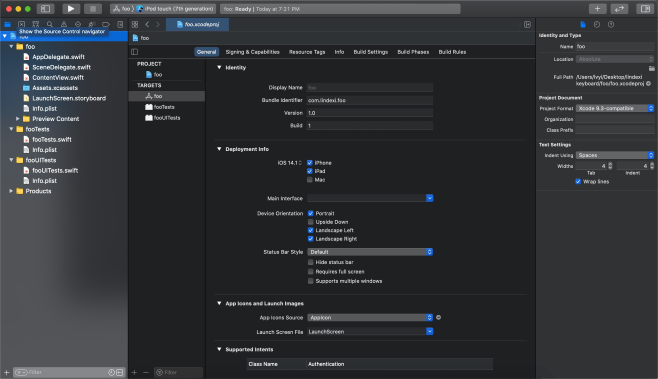 foo
iPod touch (7th generation)
foo: Ready | Today at 7:21 PM
Show the Source Control navigator
foo.xcodeproj
foo
foo
General
Signing & Capabilities
Resource Tags
Info
Build Settings
Build Phases
Build Rules
foo
AppDelegate.swift
SceneDelegate.swift
ContentView.swift
Assets.xcassets
LaunchScreen.storyboard
Info.plist
Preview Content
fooTests
fooTests.swift
Info.plist
fooUITests
fooUITests.swift
Info.plist
Products
Filter
PROJECT
foo
TARGETS
foo
fooTests
fooUITests
Filter
Identity
Display Name
foo
Bundle Identifier
com.lindexi.foo
Version
1.0
Build
1
Deployment Info
iOS 14.1
iPhone
iPad
Mac
Main Interface
Device Orientation
Portrait
Upside Down
Landscape Left
Landscape Right
Status Bar Style
Default
Hide status bar
Requires full screen
Supports multiple windows
App Icons and Launch Images
App Icons Source
AppIcon
Launch Screen File
LaunchScreen
Supported Intents
Class Name
Authentication
Identity and Type
Name
foo
Location
Absolute
Full Path
/Users/lvyi/Desktop/lindexi
keyboard/foo/foo.xcodeproj
Project Document
Project Format
Xcode 9.3-compatible
Organization
Class Prefix
Text Settings
Indent Using
Spaces
Widths
4
4
Tab
Indent
Wrap lines